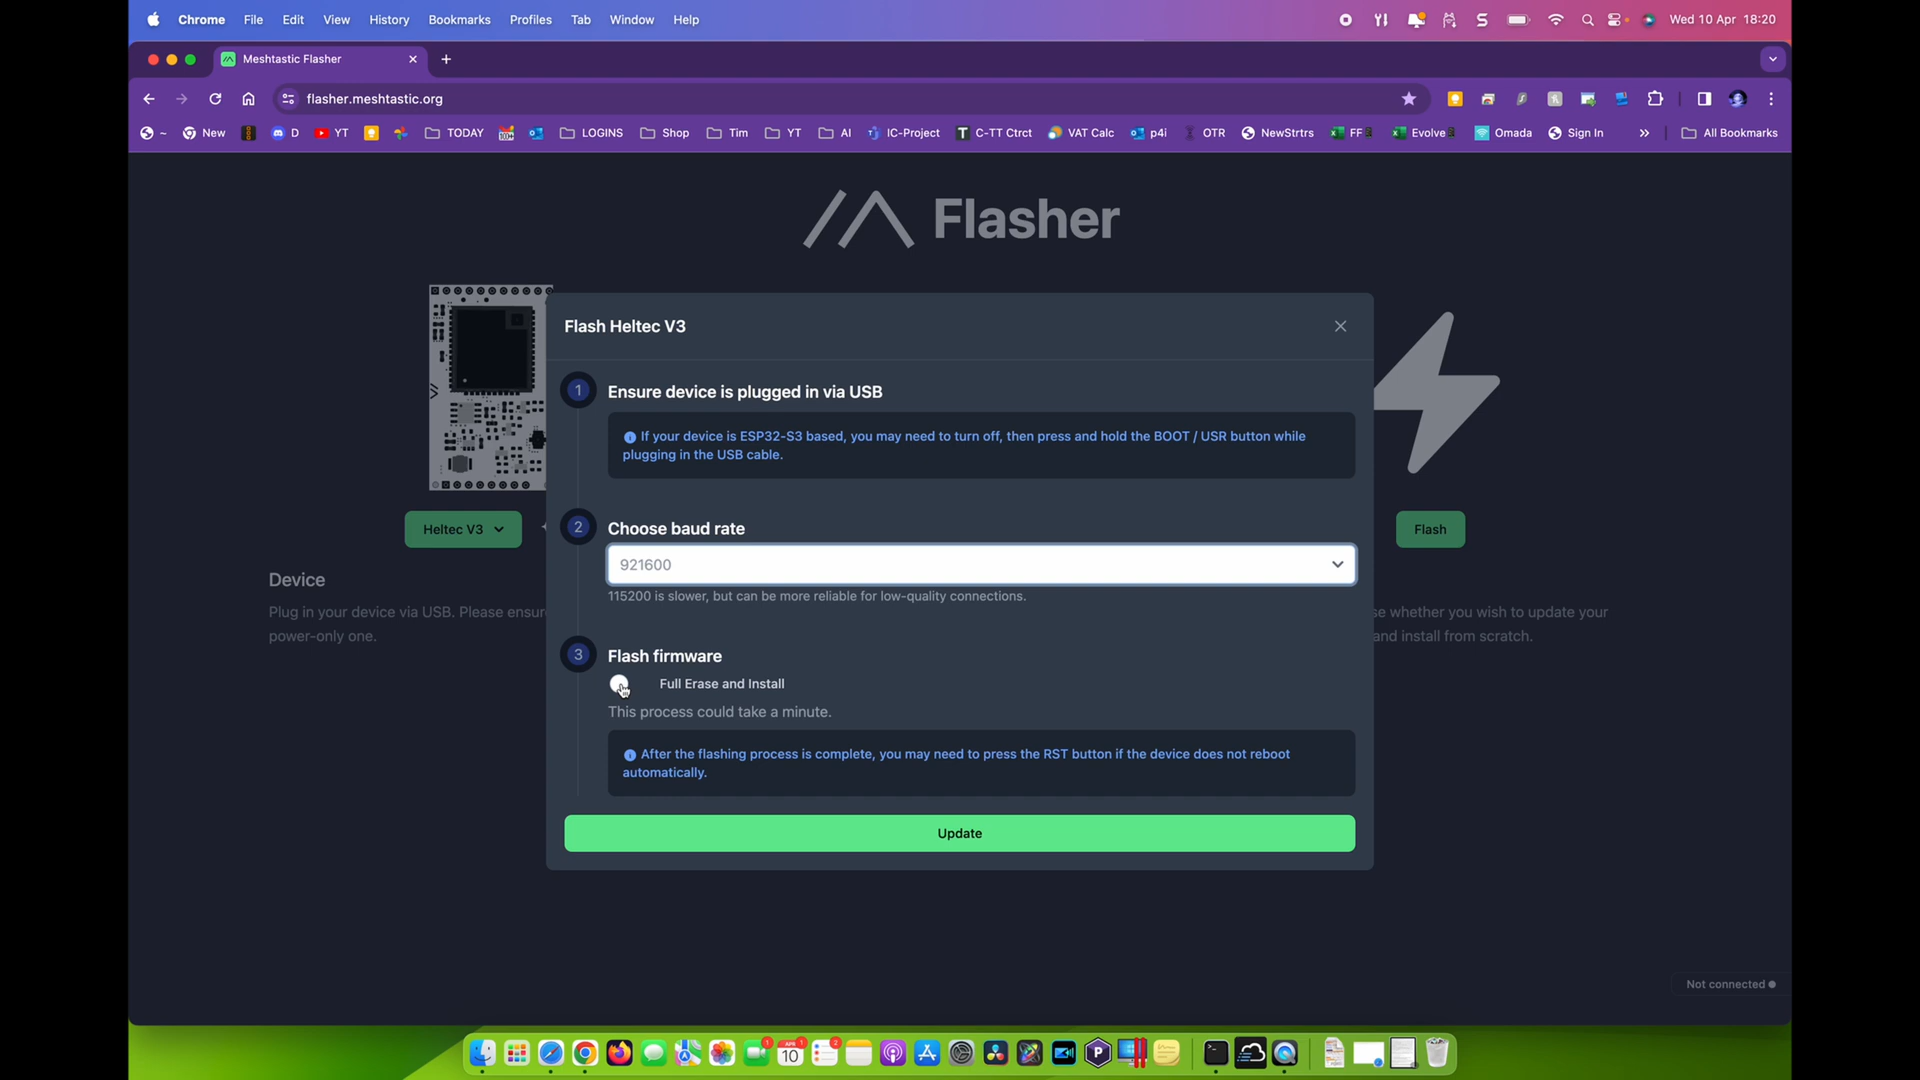 Chrome File Edit View History Bookmarks Profiles Tab Window Help Wed 10 Apr 18:20
Meshtastic Flasher
flasher.meshtastic.org
~ New D YT TODAY LOGINS Shop Tim YT AI IC-Project C-TT Ctrct VAT Calc p4i OTR NewStrtrs FF Evolve Omada Sign In » All Bookmarks
Flasher
Flash Heltec V3
1 Ensure device is plugged in via USB
If your device is ESP32-S3 based, you may need to turn off, then press and hold the BOOT / USR button while
plugging in the USB cable.
2 Choose baud rate
921600
115200 is slower, but can be more reliable for low-quality connections.
3 Flash firmware
Full Erase and Install
This process could take a minute.
After the flashing process is complete, you may need to press the RST button if the device does not reboot
automatically.
Update
Heltec V3
Device
Plug in your device via USB. Please ensur
power-only one.
Flash
se whether you wish to update your
and install from scratch.
Not connected
APR
10
1
1
2